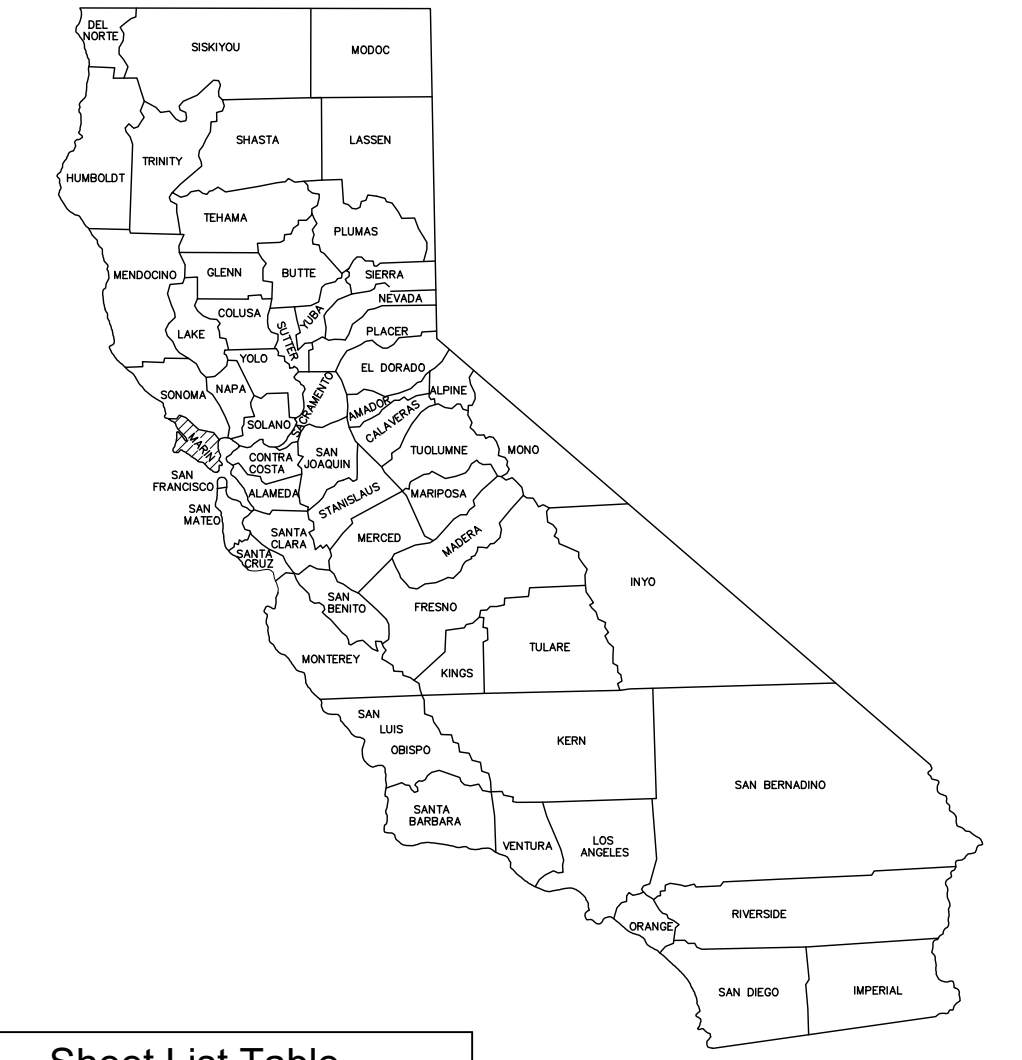 DEL
NORTE
SISKIYOU
MODOC
SHASTA
LASSEN
TRINITY
HUMBOLDT
TEHAMA
PLUMAS
MENDOCINO
GLENN
BUTTE
SIERRA
NEVADA
COLUSA
SUTTER
YUBA
LAKE
PLACER
YOLO
EL DORADO
SONOMA
NAPA
SACRAMENTO
ALPINE
AMADOR
SOLANO
CALAVERAS
MARIN
TUOLUMNE
MONO
CONTRA
COSTA
SAN
JOAQUIN
SAN
FRANCISCO
ALAMEDA
STANISLAUS
MARIPOSA
SAN
MATEO
SANTA
CLARA
MERCED
MADERA
SANTA
CRUZ
INYO
SAN
BENITO
FRESNO
TULARE
MONTEREY
KINGS
SAN
LUIS
OBISPO
KERN
SAN BERNADINO
SANTA
BARBARA
VENTURA
LOS
ANGELES
RIVERSIDE
ORANGE
SAN DIEGO
IMPERIAL
Sheet List Table